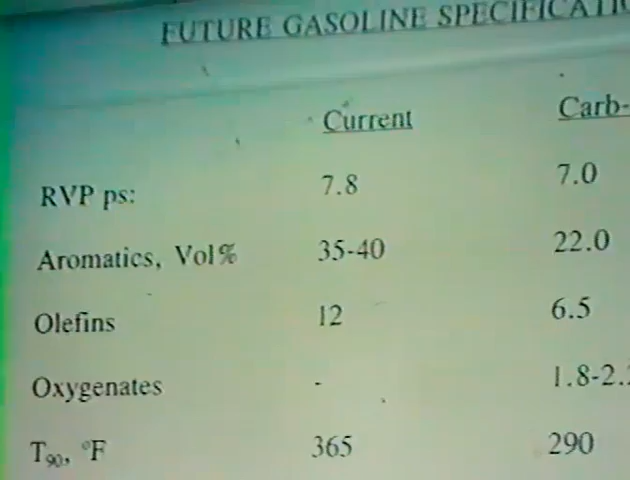 FUTURE GASOLINE SPECIFICATIO
Current Carb-
RVP ps: 7.8 7.0
Aromatics, Vol% 35-40 22.0
Olefins 12 6.5
Oxygenates - 1.8-2.
T90, °F 365 290